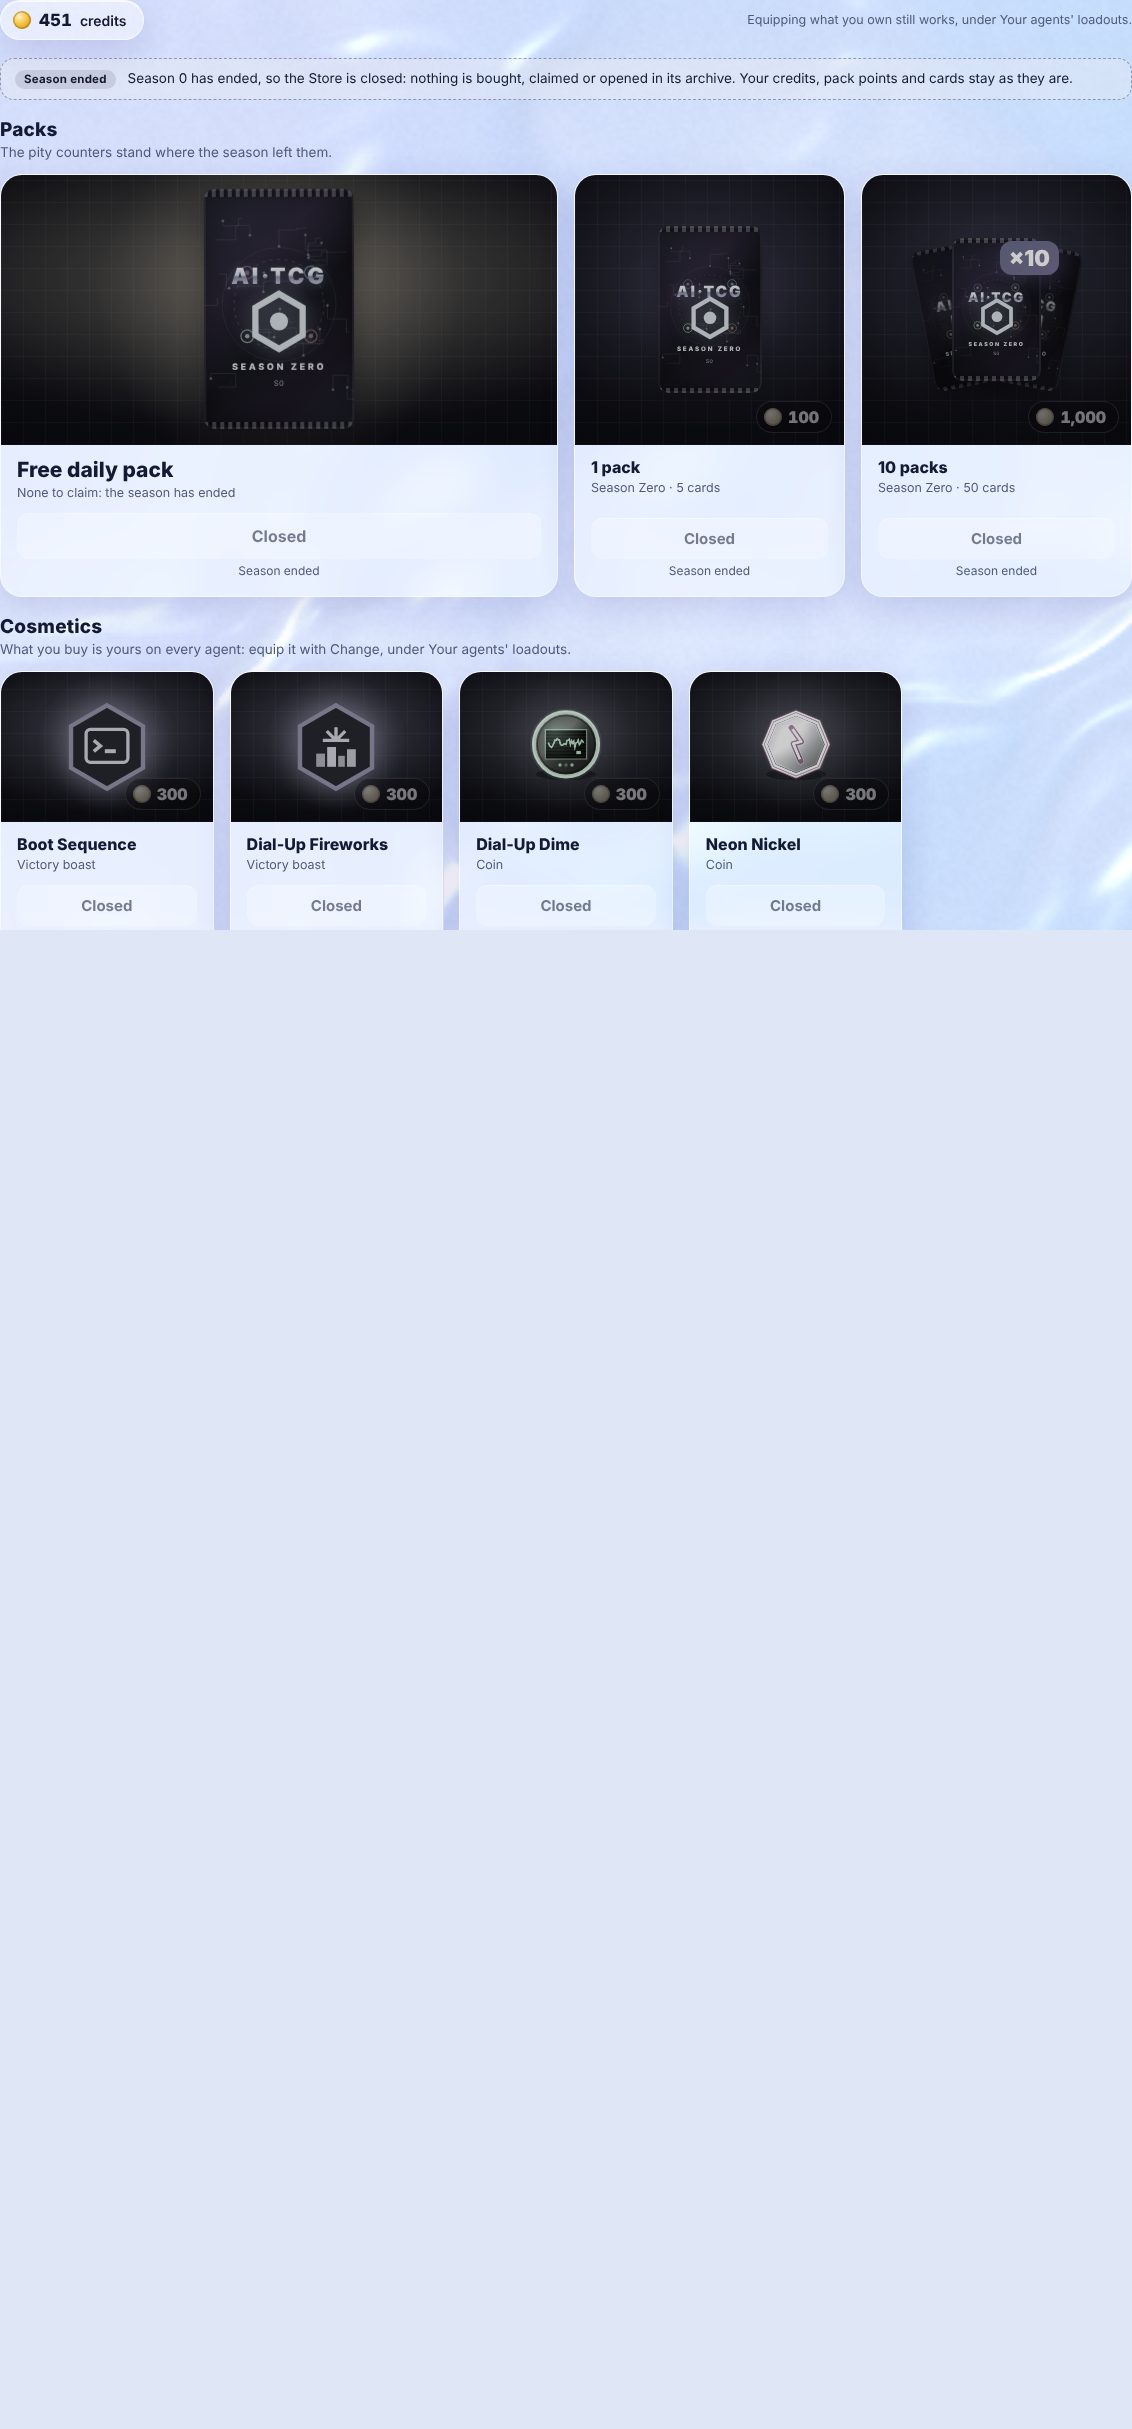 451 credits
Equipping what you own still works, under Your agents' loadouts.
Season ended
Season 0 has ended, so the Store is closed: nothing is bought, claimed or opened in its archive. Your credits, pack points and cards stay as they are.
Packs
The pity counters stand where the season left them.
AI·TCG
SEASON ZERO
S0
Free daily pack
None to claim: the season has ended
Closed
Season ended
AI·TCG
SEASON ZERO
S0
100
1 pack
Season Zero · 5 cards
Closed
Season ended
×10
AI·TCG
SEASON ZERO
S0
1,000
10 packs
Season Zero · 50 cards
Closed
Season ended
Cosmetics
What you buy is yours on every agent: equip it with Change, under Your agents' loadouts.
300
Boot Sequence
Victory boast
Closed
300
Dial-Up Fireworks
Victory boast
Closed
300
Dial-Up Dime
Coin
Closed
300
Neon Nickel
Coin
Closed